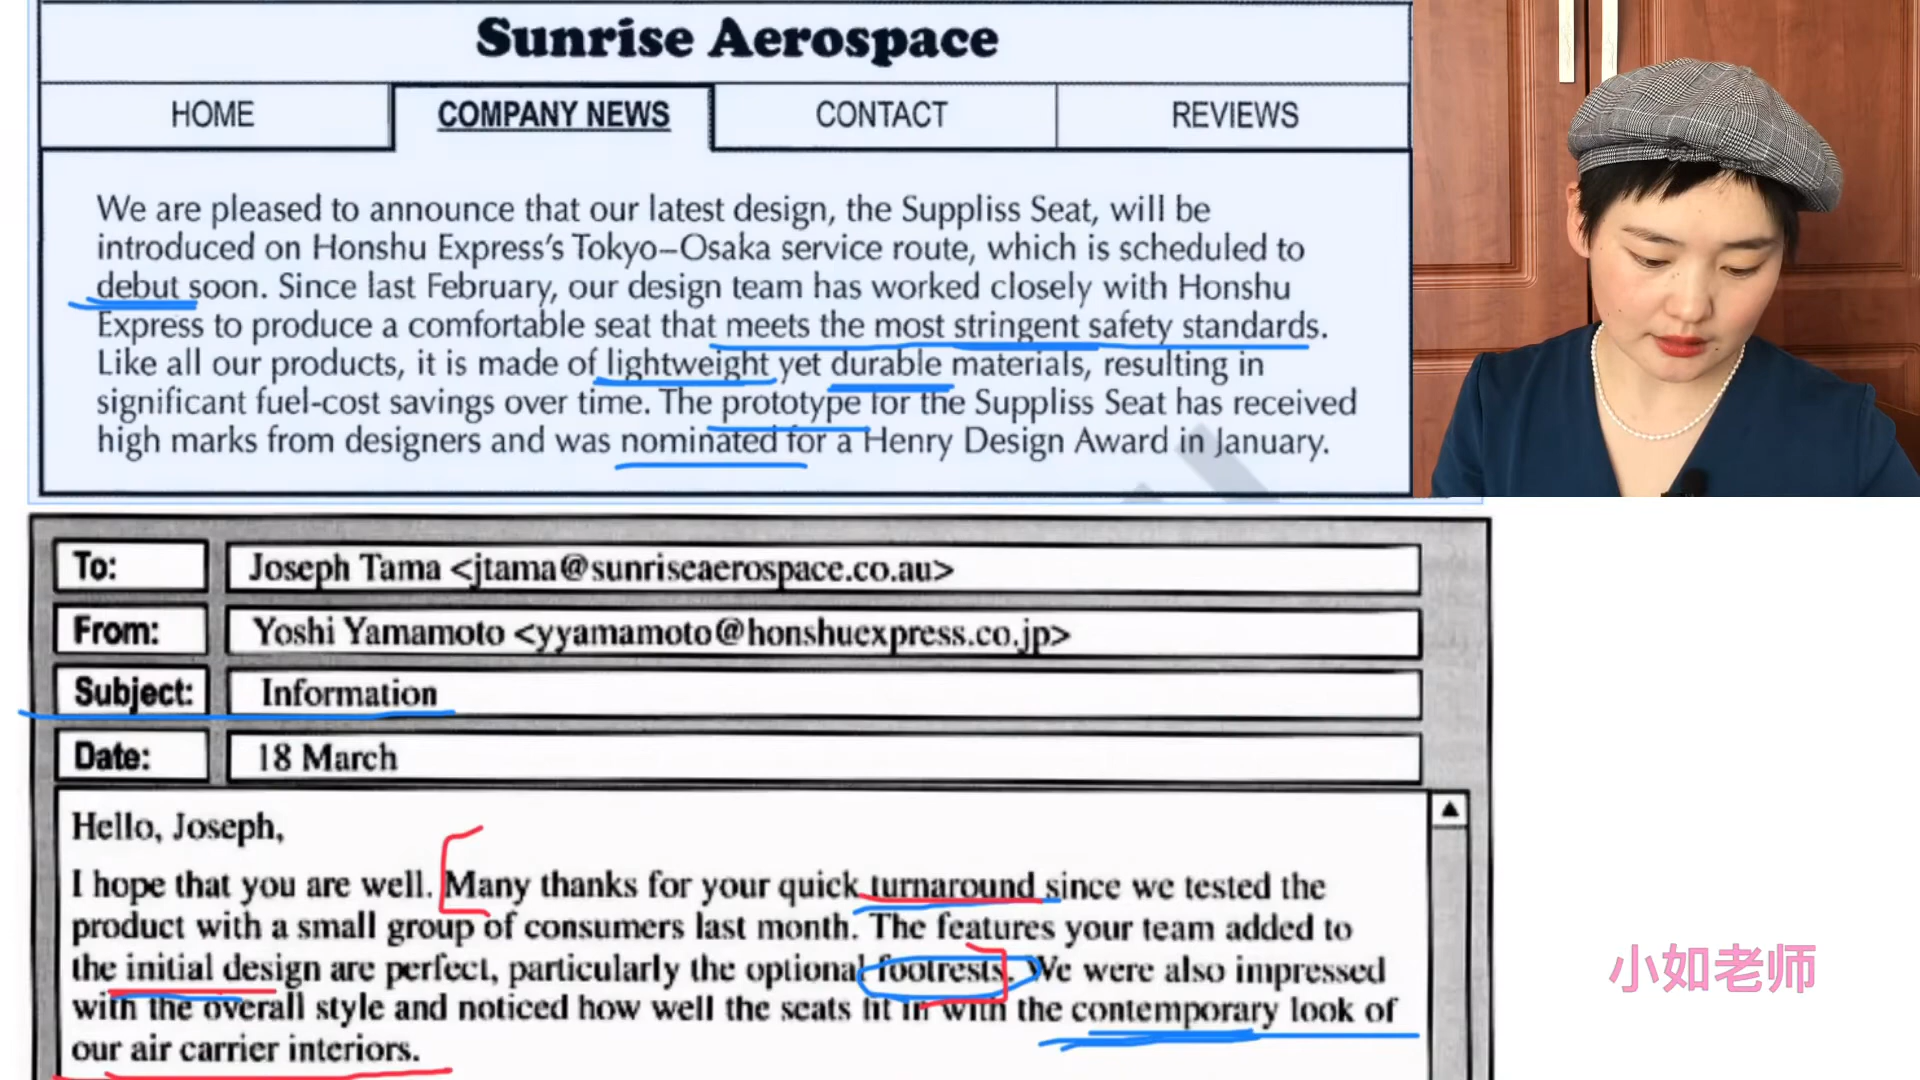 Sunrise Aerospace
HOME
COMPANY NEWS
CONTACT
REVIEWS
We are pleased to announce that our latest design, the Suppliss Seat, will be
introduced on Honshu Express's Tokyo–Osaka service route, which is scheduled to
debut soon. Since last February, our design team has worked closely with Honshu
Express to produce a comfortable seat that meets the most stringent safety standards.
Like all our products, it is made of lightweight yet durable materials, resulting in
significant fuel-cost savings over time. The prototype for the Suppliss Seat has received
high marks from designers and was nominated for a Henry Design Award in January.
To: Joseph Tama <jtama@sunriseaerospace.co.au>
From: Yoshi Yamamoto <yyamamoto@honshuexpress.co.jp>
Subject: Information
Date: 18 March
Hello, Joseph,
I hope that you are well. Many thanks for your quick turnaround since we tested the
product with a small group of consumers last month. The features your team added to
the initial design are perfect, particularly the optional footrests. We were also impressed
with the overall style and noticed how well the seats fit in with the contemporary look of
our air carrier interiors.
小如老师